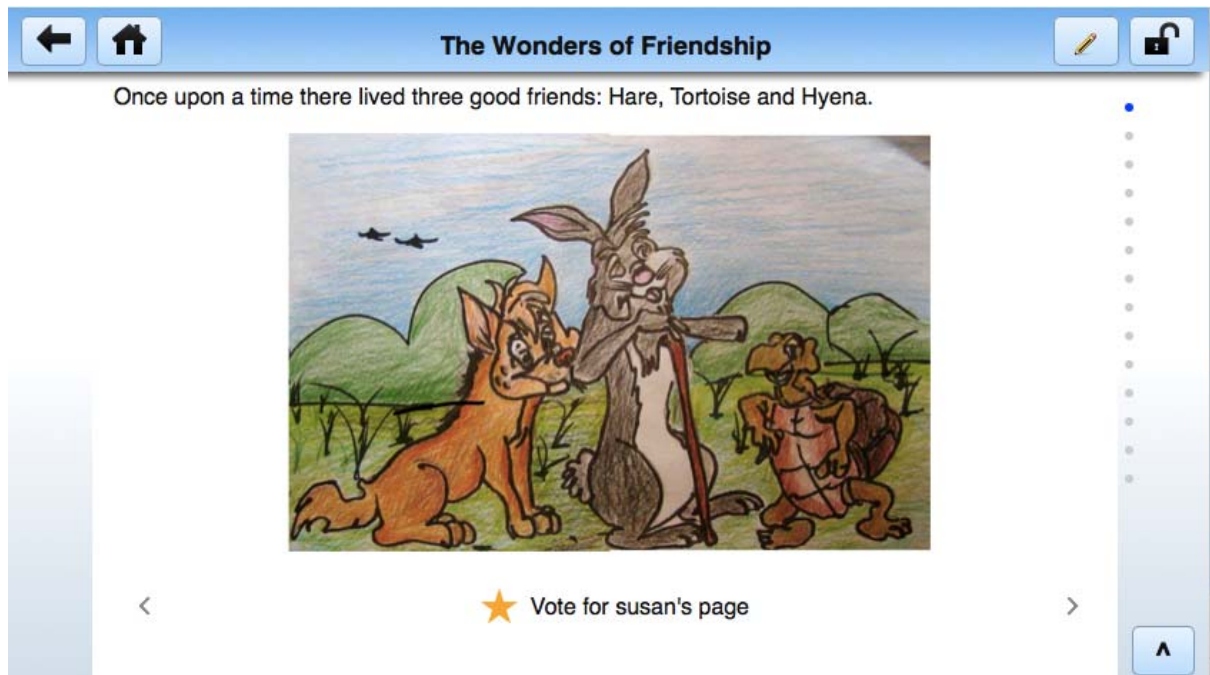 The Wonders of Friendship
Once upon a time there lived three good friends: Hare, Tortoise and Hyena.
Vote for susan's page